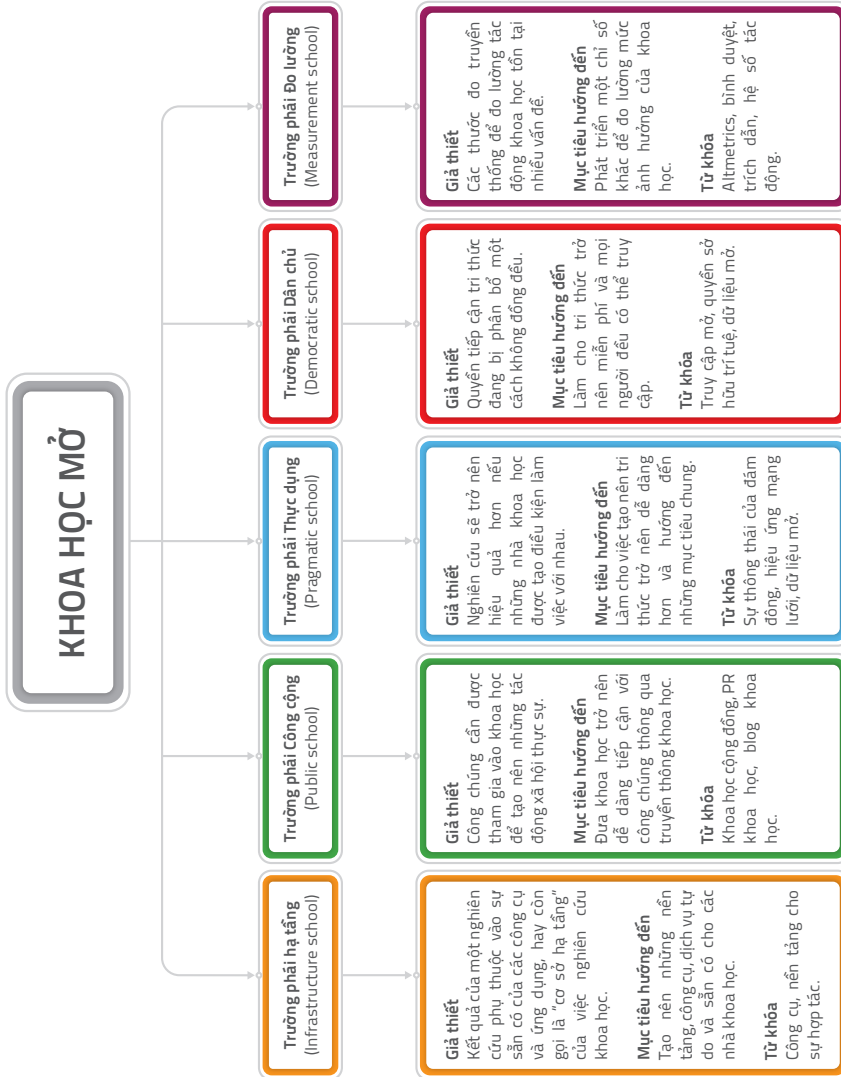 KHOA HỌC MỞ
Trường phái hạ tầng
(Infrastructure school)
Giả thiết
Kết quả của một nghiên
cứu phụ thuộc vào sự
sẵn có của các công cụ
và ứng dụng, hay còn
gọi là “cơ sở hạ tầng”
của việc nghiên cứu
khoa học.
Mục tiêu hướng đến
Tạo nên những nền
tảng, công cụ, dịch vụ tự
do và sẵn có cho các
nhà khoa học.
Từ khóa
Công cụ, nền tảng cho
sự hợp tác.
Trường phái Công cộng
(Public school)
Giả thiết
Công chúng cần được
tham gia vào khoa học
để tạo nên những tác
động xã hội thực sự.
Mục tiêu hướng đến
Đưa khoa học trở nên
dễ dàng tiếp cận với
công chúng thông qua
truyền thông khoa học.
Từ khóa
Khoa học cộng đồng, PR
khoa học, blog khoa
học.
Trường phái Thực dụng
(Pragmatic school)
Giả thiết
Nghiên cứu sẽ trở nên
hiệu quả hơn nếu
những nhà khoa học
được tạo điều kiện làm
việc với nhau.
Mục tiêu hướng đến
Làm cho việc tạo nên tri
thức trở nên dễ dàng
hơn và hướng đến
những mục tiêu chung.
Từ khóa
Sự thông thái của đám
đông, hiệu ứng mạng
lưới, dữ liệu mở.
Trường phái Dân chủ
(Democratic school)
Giả thiết
Quyền tiếp cận tri thức
đang bị phân bổ một
cách không đồng đều.
Mục tiêu hướng đến
Làm cho tri thức trở
nên miễn phí và mọi
người đều có thể truy
cập.
Từ khóa
Truy cập mở, quyền sở
hữu trí tuệ, dữ liệu mở.
Trường phái Đo lường
(Measurement school)
Giả thiết
Các thước đo truyền
thống để đo lường tác
động khoa học tồn tại
nhiều vấn đề.
Mục tiêu hướng đến
Phát triển một chỉ số
khác để đo lường mức
ảnh hưởng của khoa
học.
Từ khóa
Altmetrics, bình duyệt,
trích dẫn, hệ số tác
động.